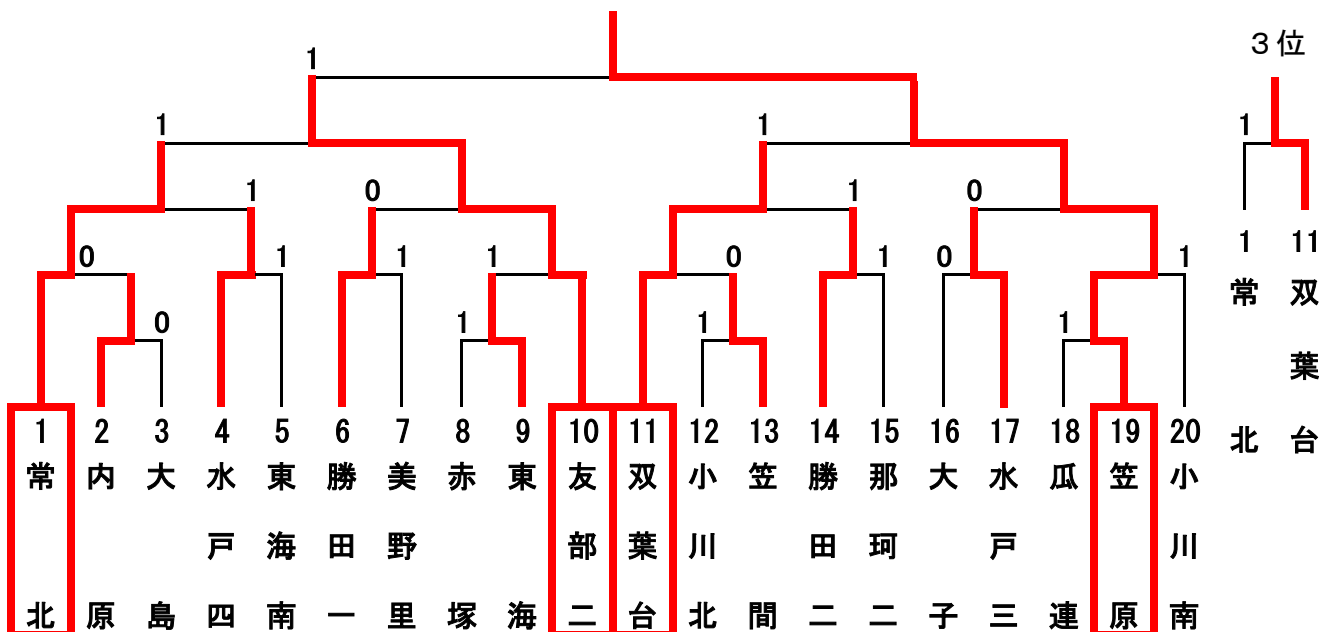 ３位
1
1
1
1
1
0
1
0
0
1
1
1
0
1
0
1
0
1
1
1
1 11
常北
双葉台
1 2 3 4 5 6 7 8 9 10 11 12 13 14 15 16 17 18 19 20
常北
内原
大島
水戸四
東海南
勝田一
美野里
赤塚
東海
友部二
双葉台
小川北
笠間
勝田二
那珂二
大子
水戸三
瓜連
笠原
小川南